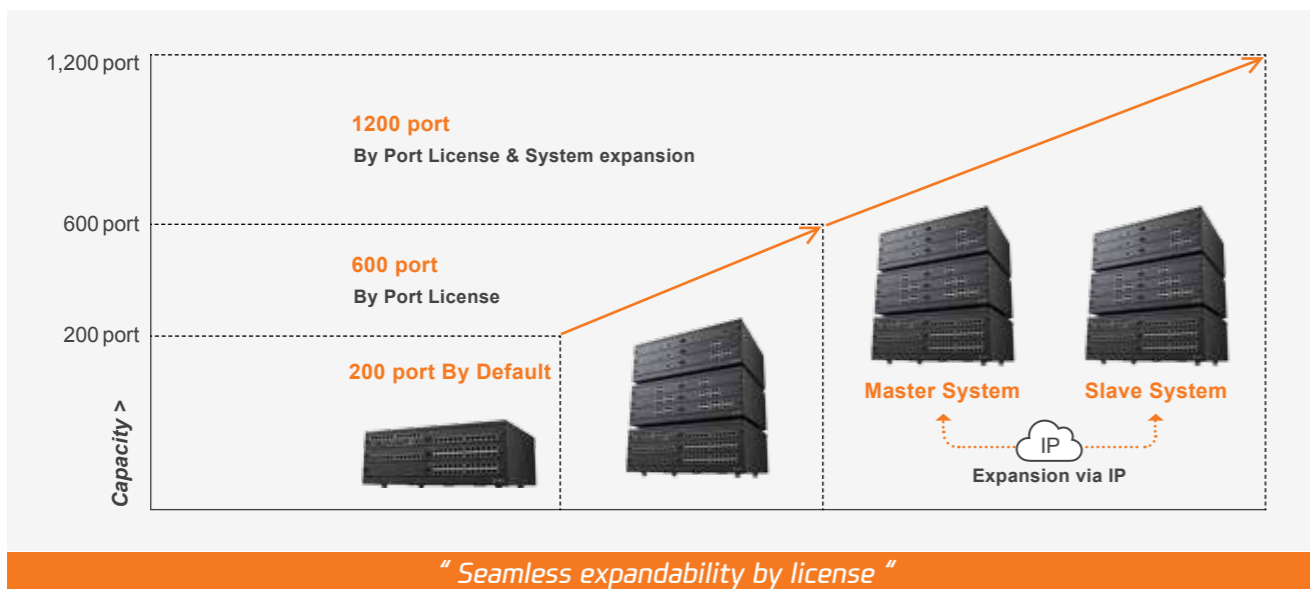 1,200 port
1200 port
By Port License & System expansion
600 port
600 port
By Port License
200 port
200 port By Default
Capacity >
Master System
Slave System
IP
Expansion via IP
" Seamless expandability by license "